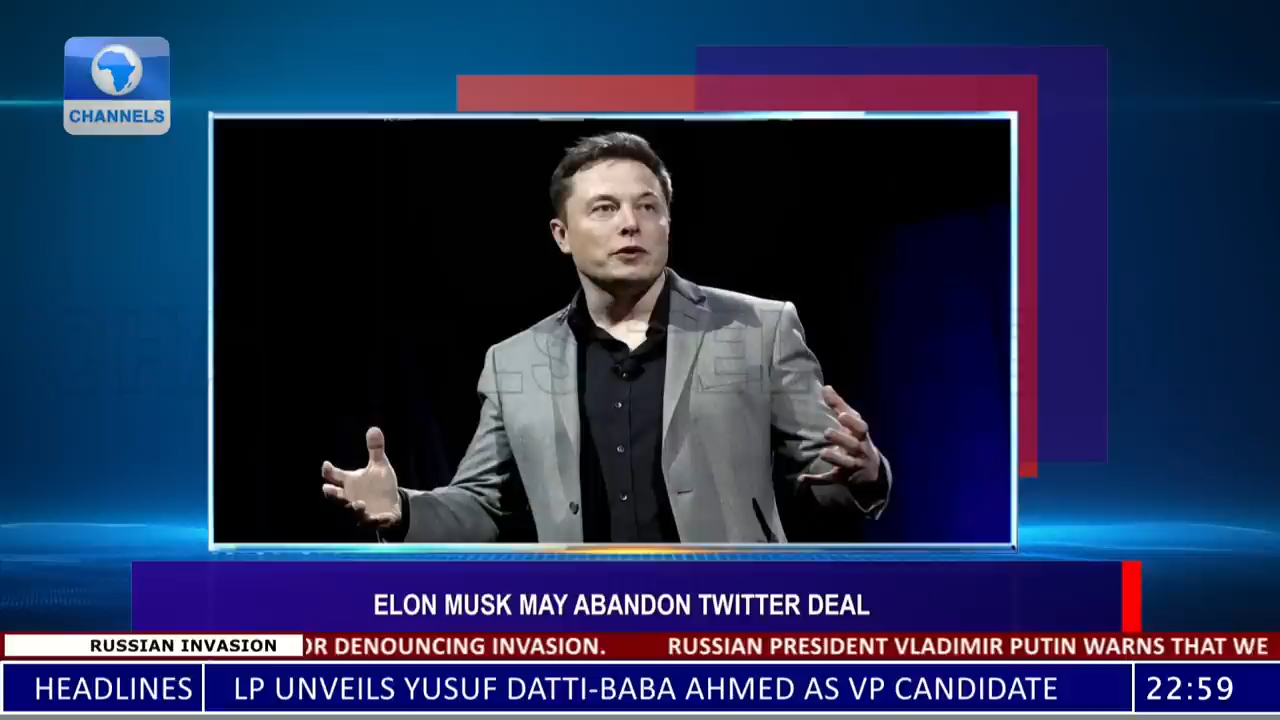 CHANNELS
ELON MUSK MAY ABANDON TWITTER DEAL
RUSSIAN INVASION
OR DENOUNCING INVASION. RUSSIAN PRESIDENT VLADIMIR PUTIN WARNS THAT WE
HEADLINES
LP UNVEILS YUSUF DATTI-BABA AHMED AS VP CANDIDATE
22:59